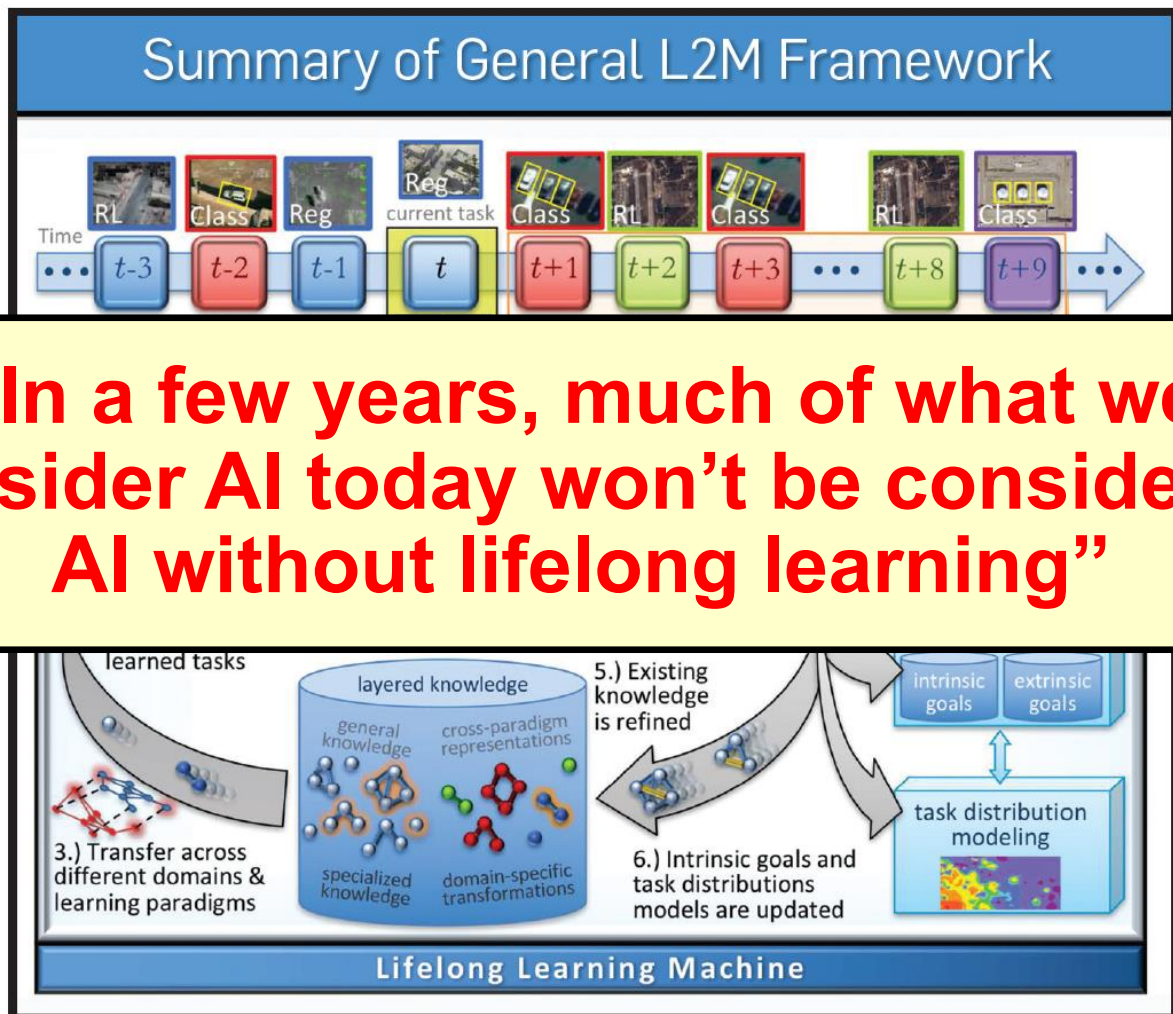 Summary of General L2M Framework
RL
Class
Reg
Reg
current task
Class
RL
Class
RL
Class
Time
••• t-3 t-2 t-1 t t+1 t+2 t+3 ••• t+8 t+9 •••
In a few years, much of what we
sider AI today won’t be conside
AI without lifelong learning”
learned tasks
layered knowledge
general
knowledge
cross-paradigm
representations
specialized
knowledge
domain-specific
transformations
3.) Transfer across
different domains &
learning paradigms
5.) Existing
knowledge
is refined
6.) Intrinsic goals and
task distributions
models are updated
intrinsic
goals
extrinsic
goals
task distribution
modeling
Lifelong Learning Machine